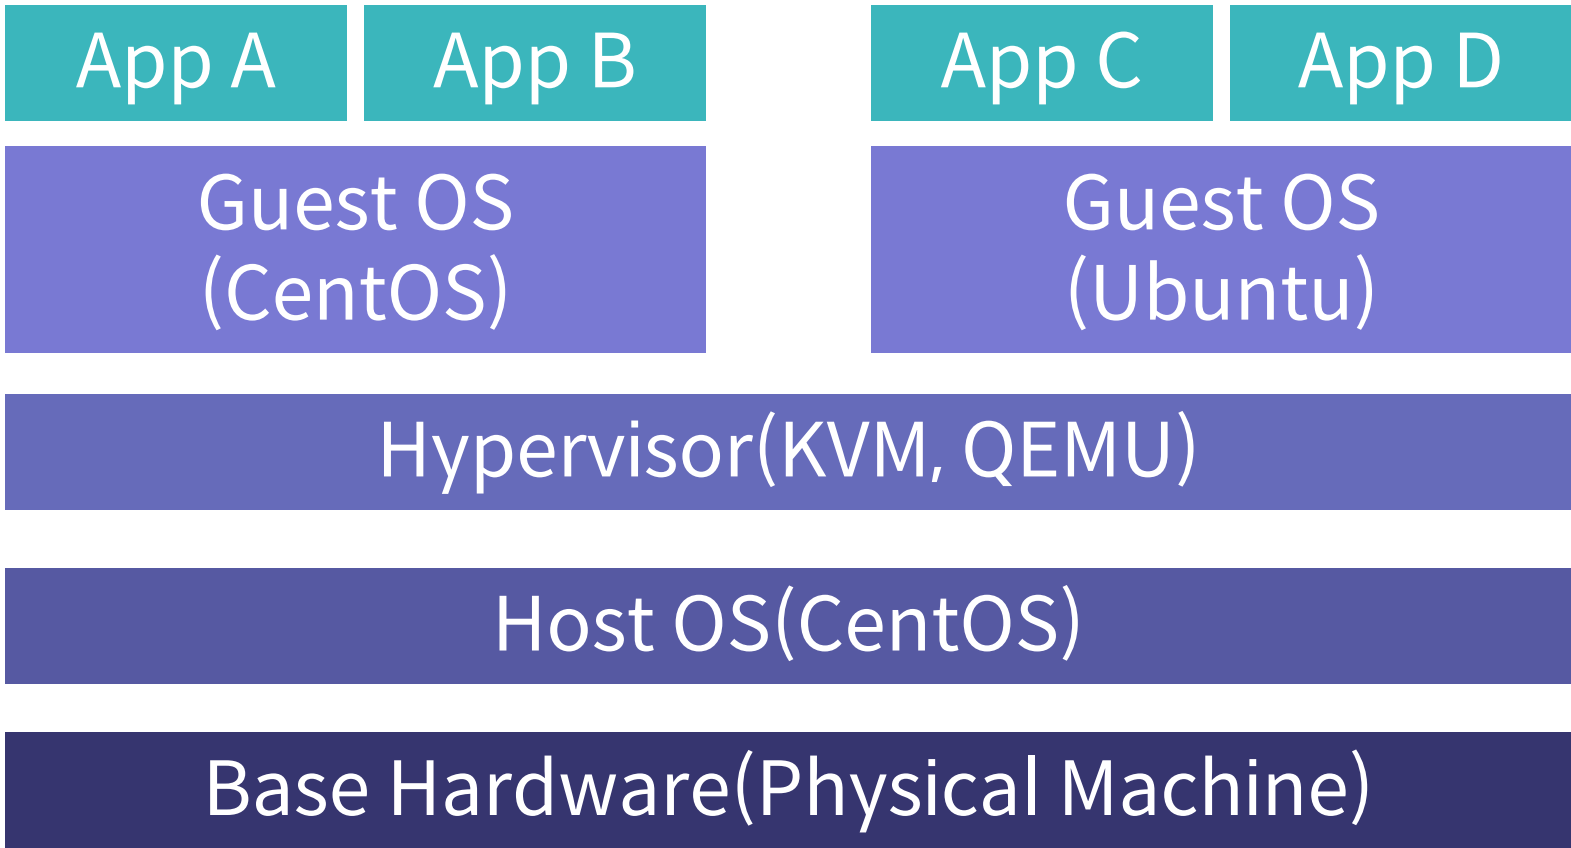 App A
App B
App C
App D
Guest OS
(CentOS)
Guest OS
(Ubuntu)
Hypervisor(KVM, QEMU)
Host OS(CentOS)
Base Hardware(Physical Machine)